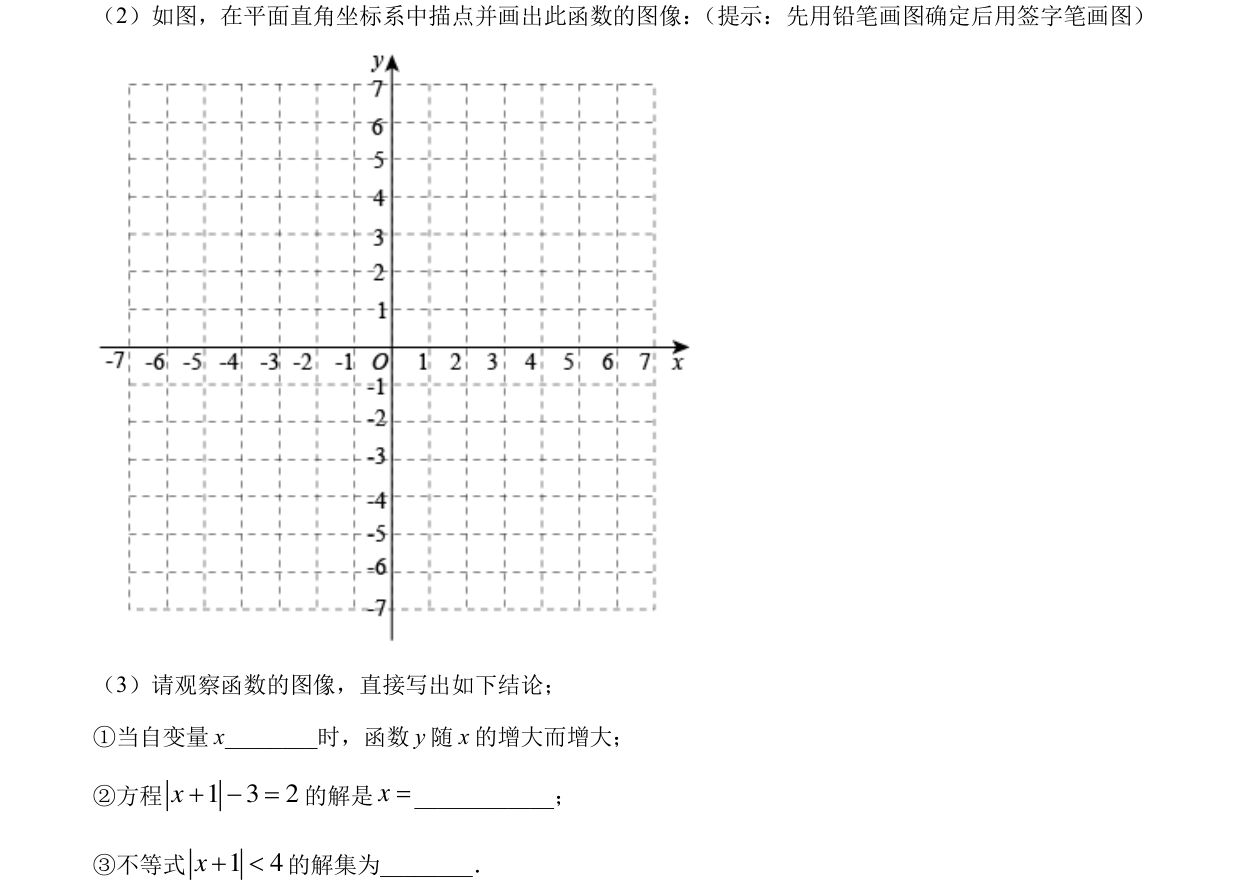 （2）如图，在平面直角坐标系中描点并画出此函数的图像：（提示：先用铅笔画图确定后用签字笔画图）
y
7
6
5
4
3
2
1
-7 -6 -5 -4 -3 -2 -1 O 1 2 3 4 5 6 7 x
-1
-2
-3
-4
-5
-6
-7
（3）请观察函数的图像，直接写出如下结论；
①当自变量 x________时，函数 y 随 x 的增大而增大；
②方程|x+1|-3=2 的解是 x=____________；
③不等式|x+1|<4 的解集为________．